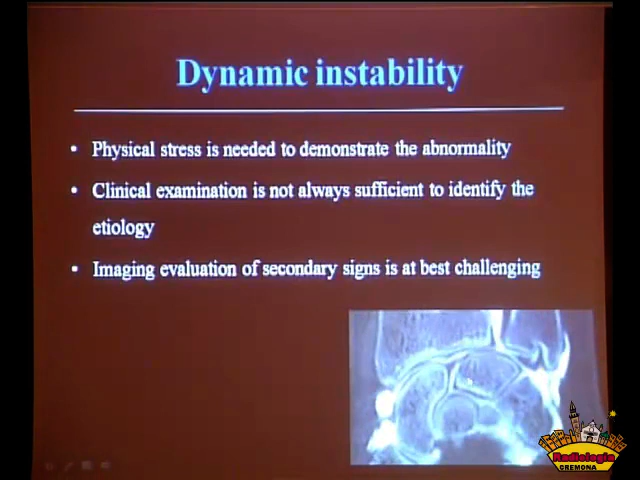 Dynamic instability
• Physical stress is needed to demonstrate the abnormality
• Clinical examination is not always sufficient to identify the
etiology
• Imaging evaluation of secondary signs is at best challenging
Radiologia
CREMONA